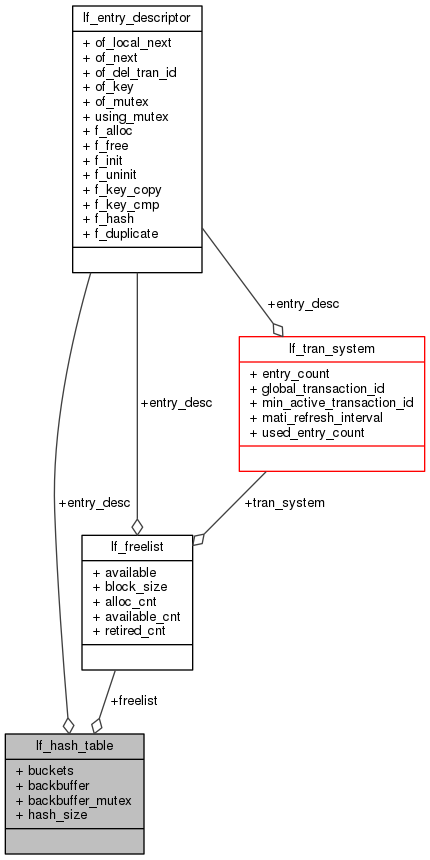 lf_entry_descriptor
+ of_local_next
+ of_next
+ of_del_tran_id
+ of_key
+ of_mutex
+ using_mutex
+ f_alloc
+ f_free
+ f_init
+ f_uninit
+ f_key_copy
+ f_key_cmp
+ f_hash
+ f_duplicate
+entry_desc
lf_tran_system
+ entry_count
+ global_transaction_id
+ min_active_transaction_id
+ mati_refresh_interval
+ used_entry_count
+entry_desc
+entry_desc
+tran_system
lf_freelist
+ available
+ block_size
+ alloc_cnt
+ available_cnt
+ retired_cnt
+freelist
lf_hash_table
+ buckets
+ backbuffer
+ backbuffer_mutex
+ hash_size